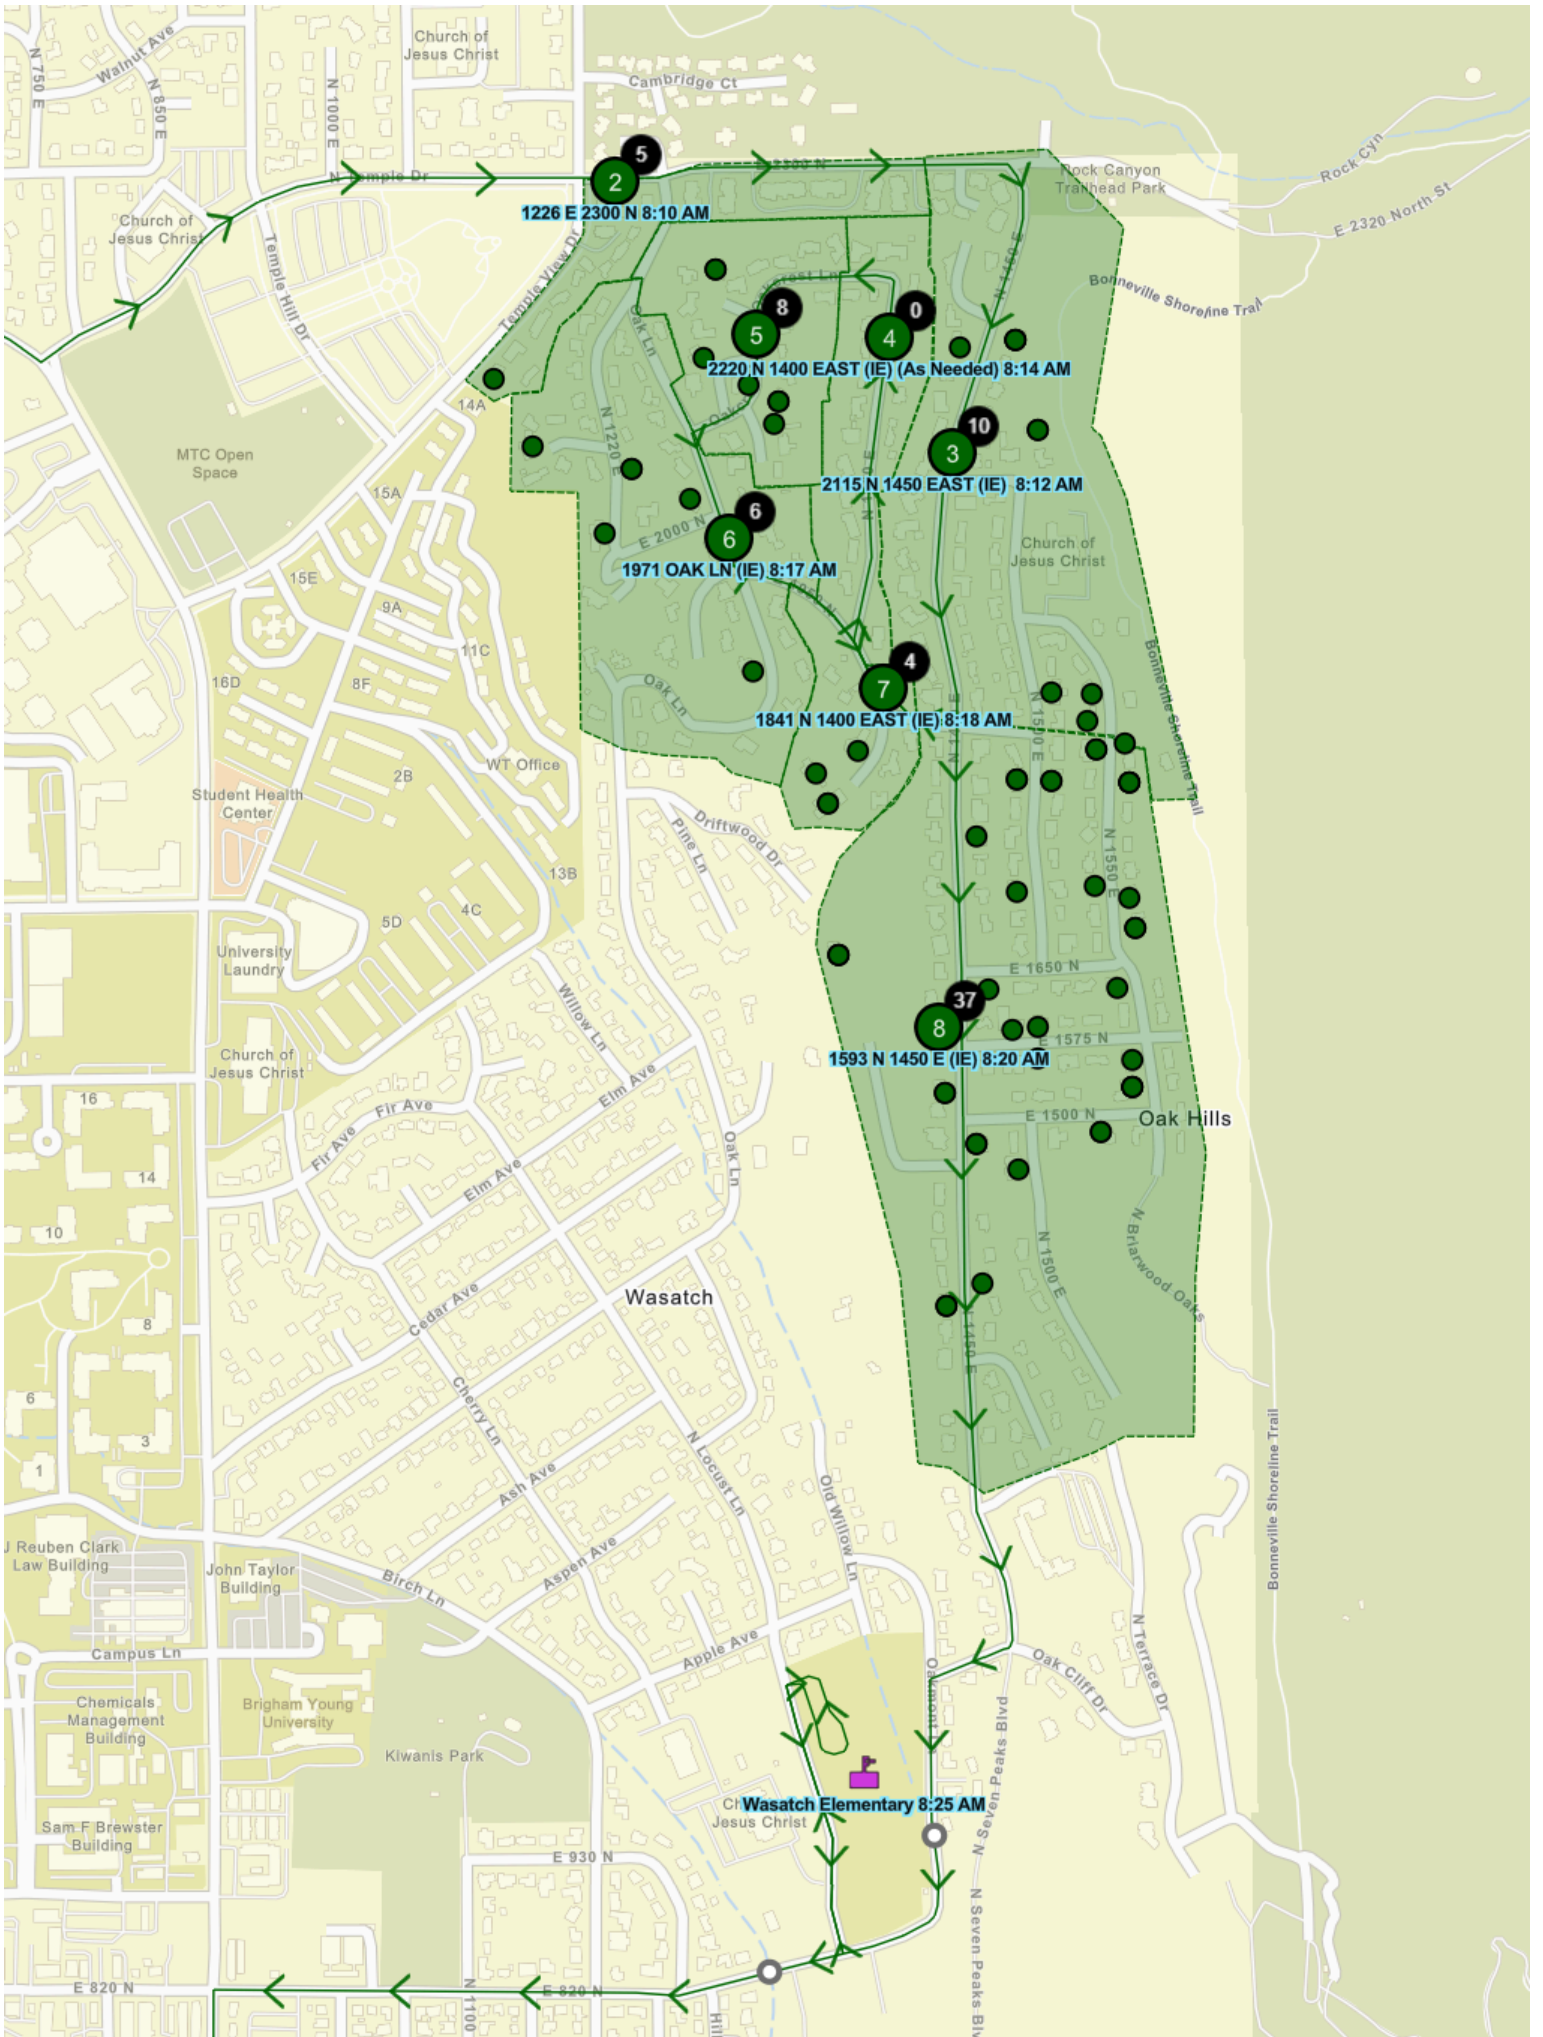 Church of
Jesus Christ
Walnut Ave
N 750 E
N 850 E
N 1000 E
Cambridge Ct
5
2
N Temple Dr
E 2300 N
1226 E 2300 N 8:10 AM
Rock Canyon
Trailhead Park
Rock Cyn
E 2320 North St
Church of
Jesus Christ
Temple Hill Dr
Temple View Dr
N 1450 E
Bonneville Shoreline Trail
Oak Ln
8
5
0
4
2220 N 1400 EAST (IE) (As Needed) 8:14 AM
14A
N 1220 E
10
3
2115 N 1450 EAST (IE) 8:12 AM
MTC Open
Space
15A
6
6
E 2000 N
1971 OAK LN (IE) 8:17 AM
Church of
Jesus Christ
15E
9A
11C
16D
8F
4
7
Oak Ln
1841 N 1400 EAST (IE) 8:18 AM
N 1500 E
Bonneville Shoreline Trail
WT Office
2B
Student Health
Center
Pine Ln
Driftwood Dr
N 1550 E
13B
4C
5D
University
Laundry
Willow Ln
E 1650 N
37
8
E 1575 N
1593 N 1450 E (IE) 8:20 AM
Church of
Jesus Christ
Elm Ave
16
Fir Ave
Fir Ave
E 1500 N
Oak Hills
Oak Ln
Elm Ave
14
10
N 1500 E
N Briarwood Oaks
Wasatch
Cedar Ave
8
N 1450 E
6
3
1
Cherry Ln
N Locust Ln
Ash Ave
Old Willow Ln
Bonneville Shoreline Trail
J Reuben Clark
Law Building
John Taylor
Building
Birch Ln
Aspen Ave
Campus Ln
Apple Ave
Oakmont Ln
Oak Cliff Dr
N Terrace Dr
N Seven Peaks Blvd
Chemicals
Management
Building
Brigham Young
University
Kiwanis Park
Wasatch Elementary 8:25 AM
Jesus Christ
Sam F Brewster
Building
E 930 N
N Seven Peaks Blv
E 820 N
N 1100
E 820 N
Hill